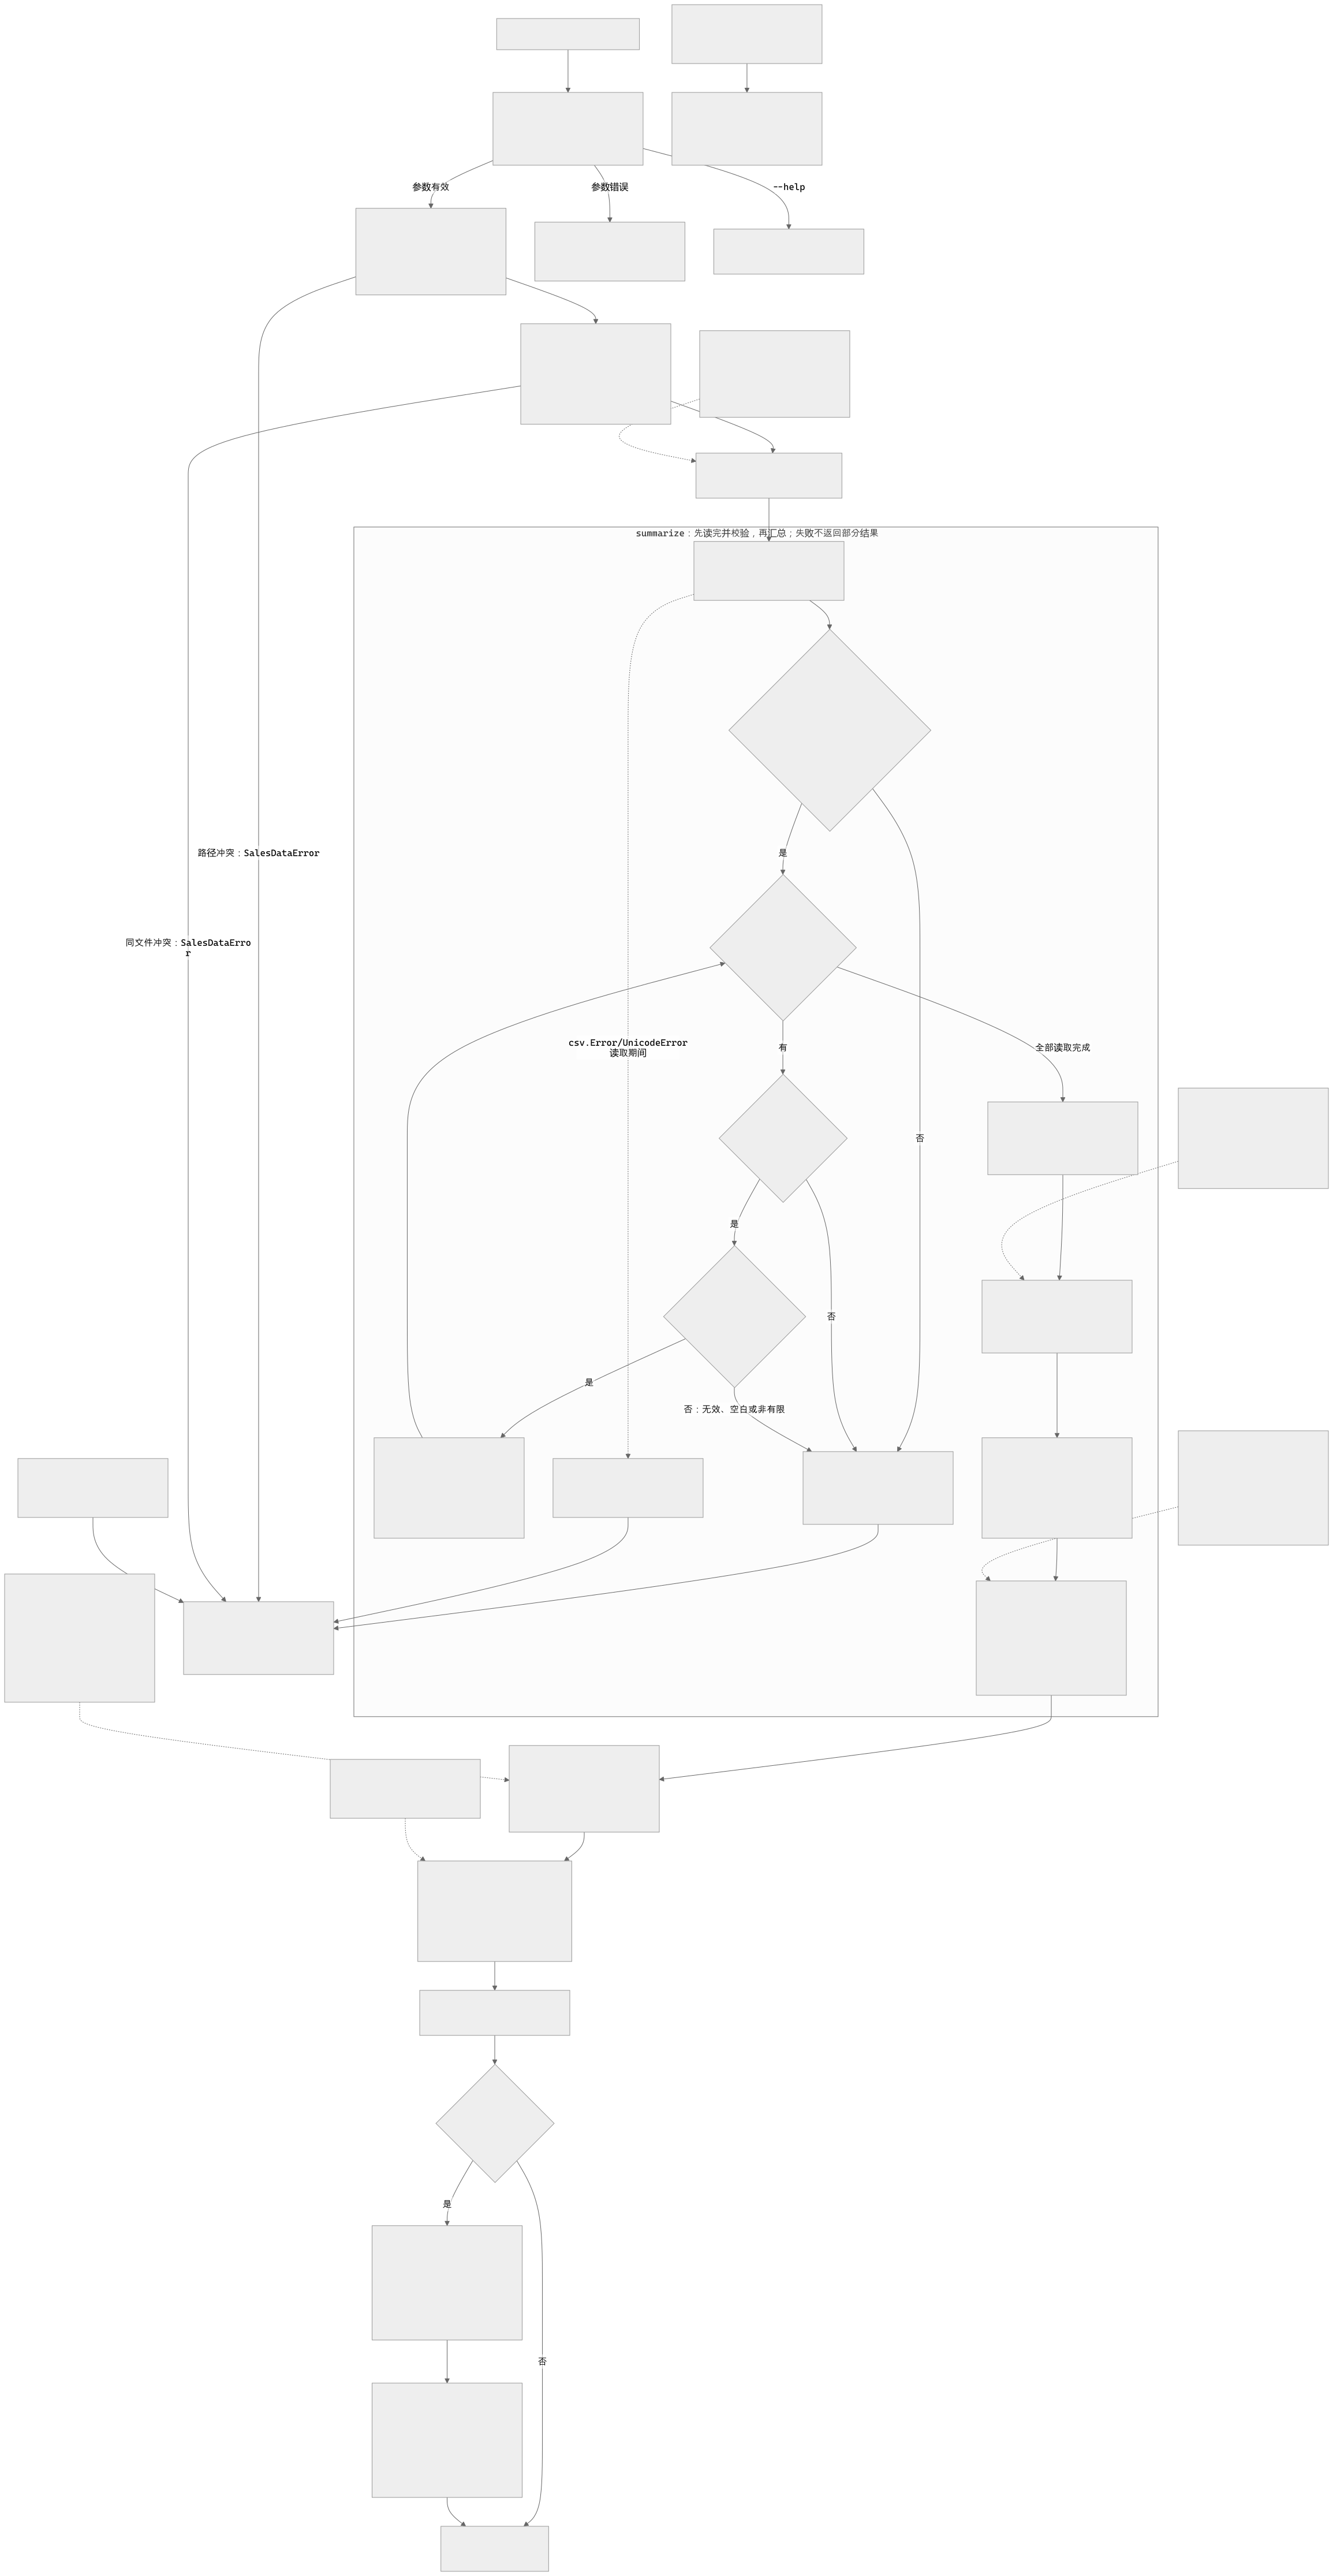 参数有效
参数错误
--help
summarize：先读完并校验，再汇总；失败不返回部分结果
路径冲突：SalesDataError
是
同文件冲突：SalesDataErro
r
csv.Error/UnicodeError
读取期间
有
全部读取完成
否
是
否
是
否：无效、空白或非有限
是
否